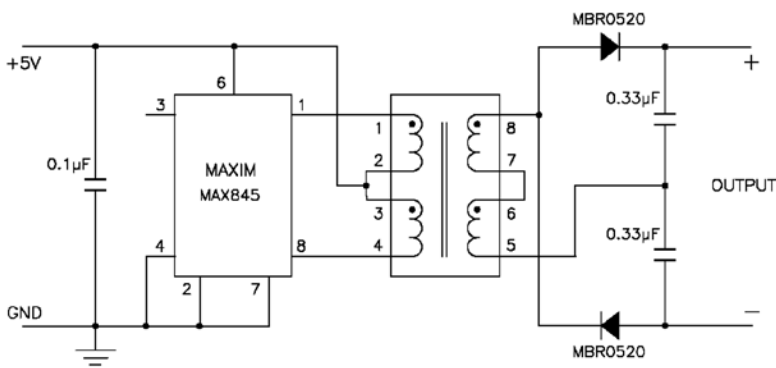 MBR0520
+5V
+
6
3
1
1
8
0.33µF
0.1µF
MAXIM
MAX845
2
7
OUTPUT
3
6
4
8
4
5
0.33µF
2
7
GND
−
MBR0520